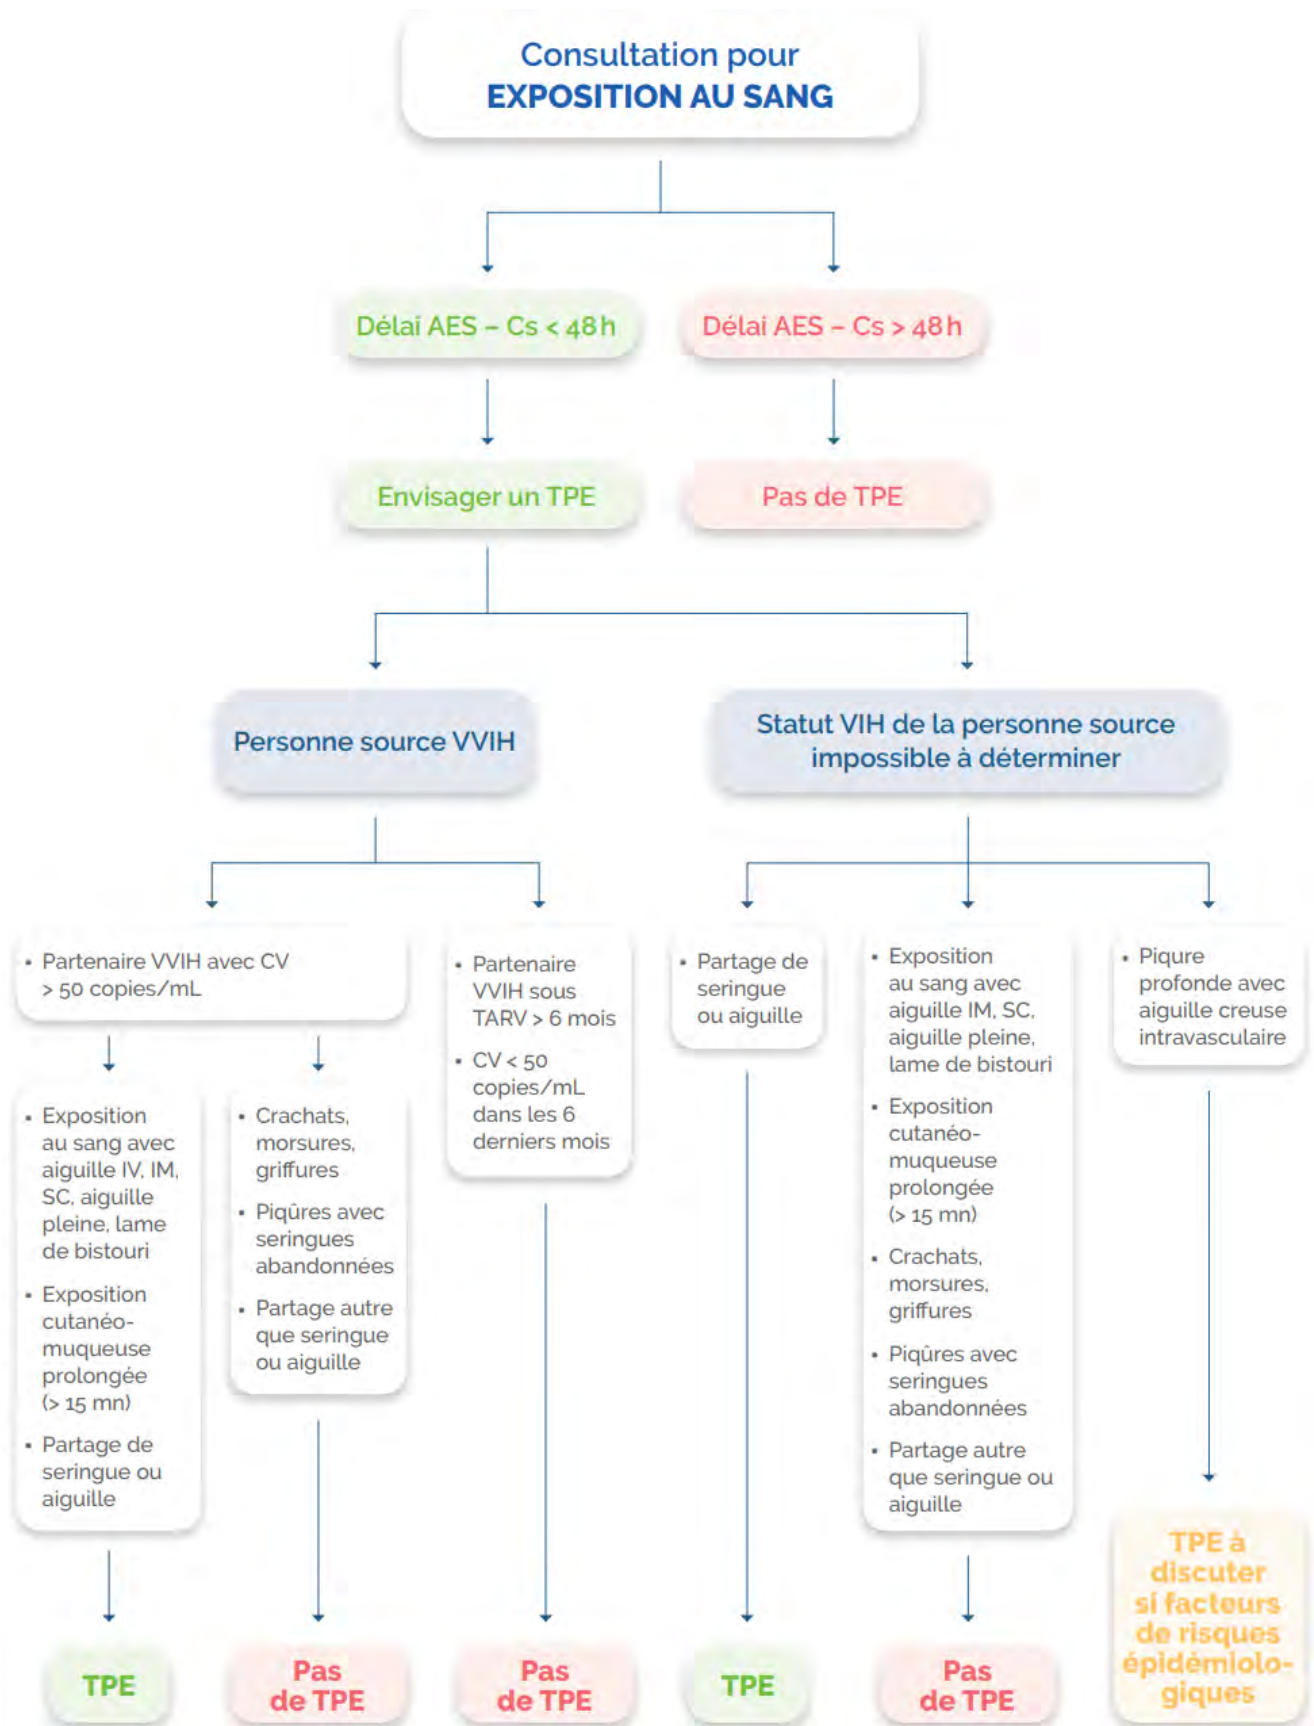 Consultation pour
EXPOSITION AU SANG
Délai AES – Cs < 48 h
Délai AES – Cs > 48 h
Envisager un TPE
Pas de TPE
Personne source VVIH
Statut VIH de la personne source
impossible à déterminer
▪ Partenaire VVIH avec CV
> 50 copies/mL
▪ Exposition
au sang avec
aiguille IV, IM,
SC, aiguille
pleine, lame
de bistouri
▪ Exposition
cutanéo-
muqueuse
prolongée
(> 15 mn)
▪ Partage de
seringue ou
aiguille
▪ Crachats,
morsures,
griffures
▪ Piqûres avec
seringues
abandonnées
▪ Partage autre
que seringue
ou aiguille
▪ Partenaire
VVIH sous
TARV > 6 mois
▪ CV < 50
copies/mL
dans les 6
derniers mois
▪ Partage de
seringue
ou aiguille
▪ Exposition
au sang avec
aiguille IM, SC,
aiguille pleine,
lame de bistouri
▪ Exposition
cutanéo-
muqueuse
prolongée
(> 15 mn)
▪ Crachats,
morsures,
griffures
▪ Piqûres avec
seringues
abandonnées
▪ Partage autre
que seringue ou
aiguille
▪ Piqure
profonde avec
aiguille creuse
intravasculaire
TPE
Pas
de TPE
Pas
de TPE
TPE
Pas
de TPE
TPE à
discuter
si facteurs
de risques
épidémiolo-
giques